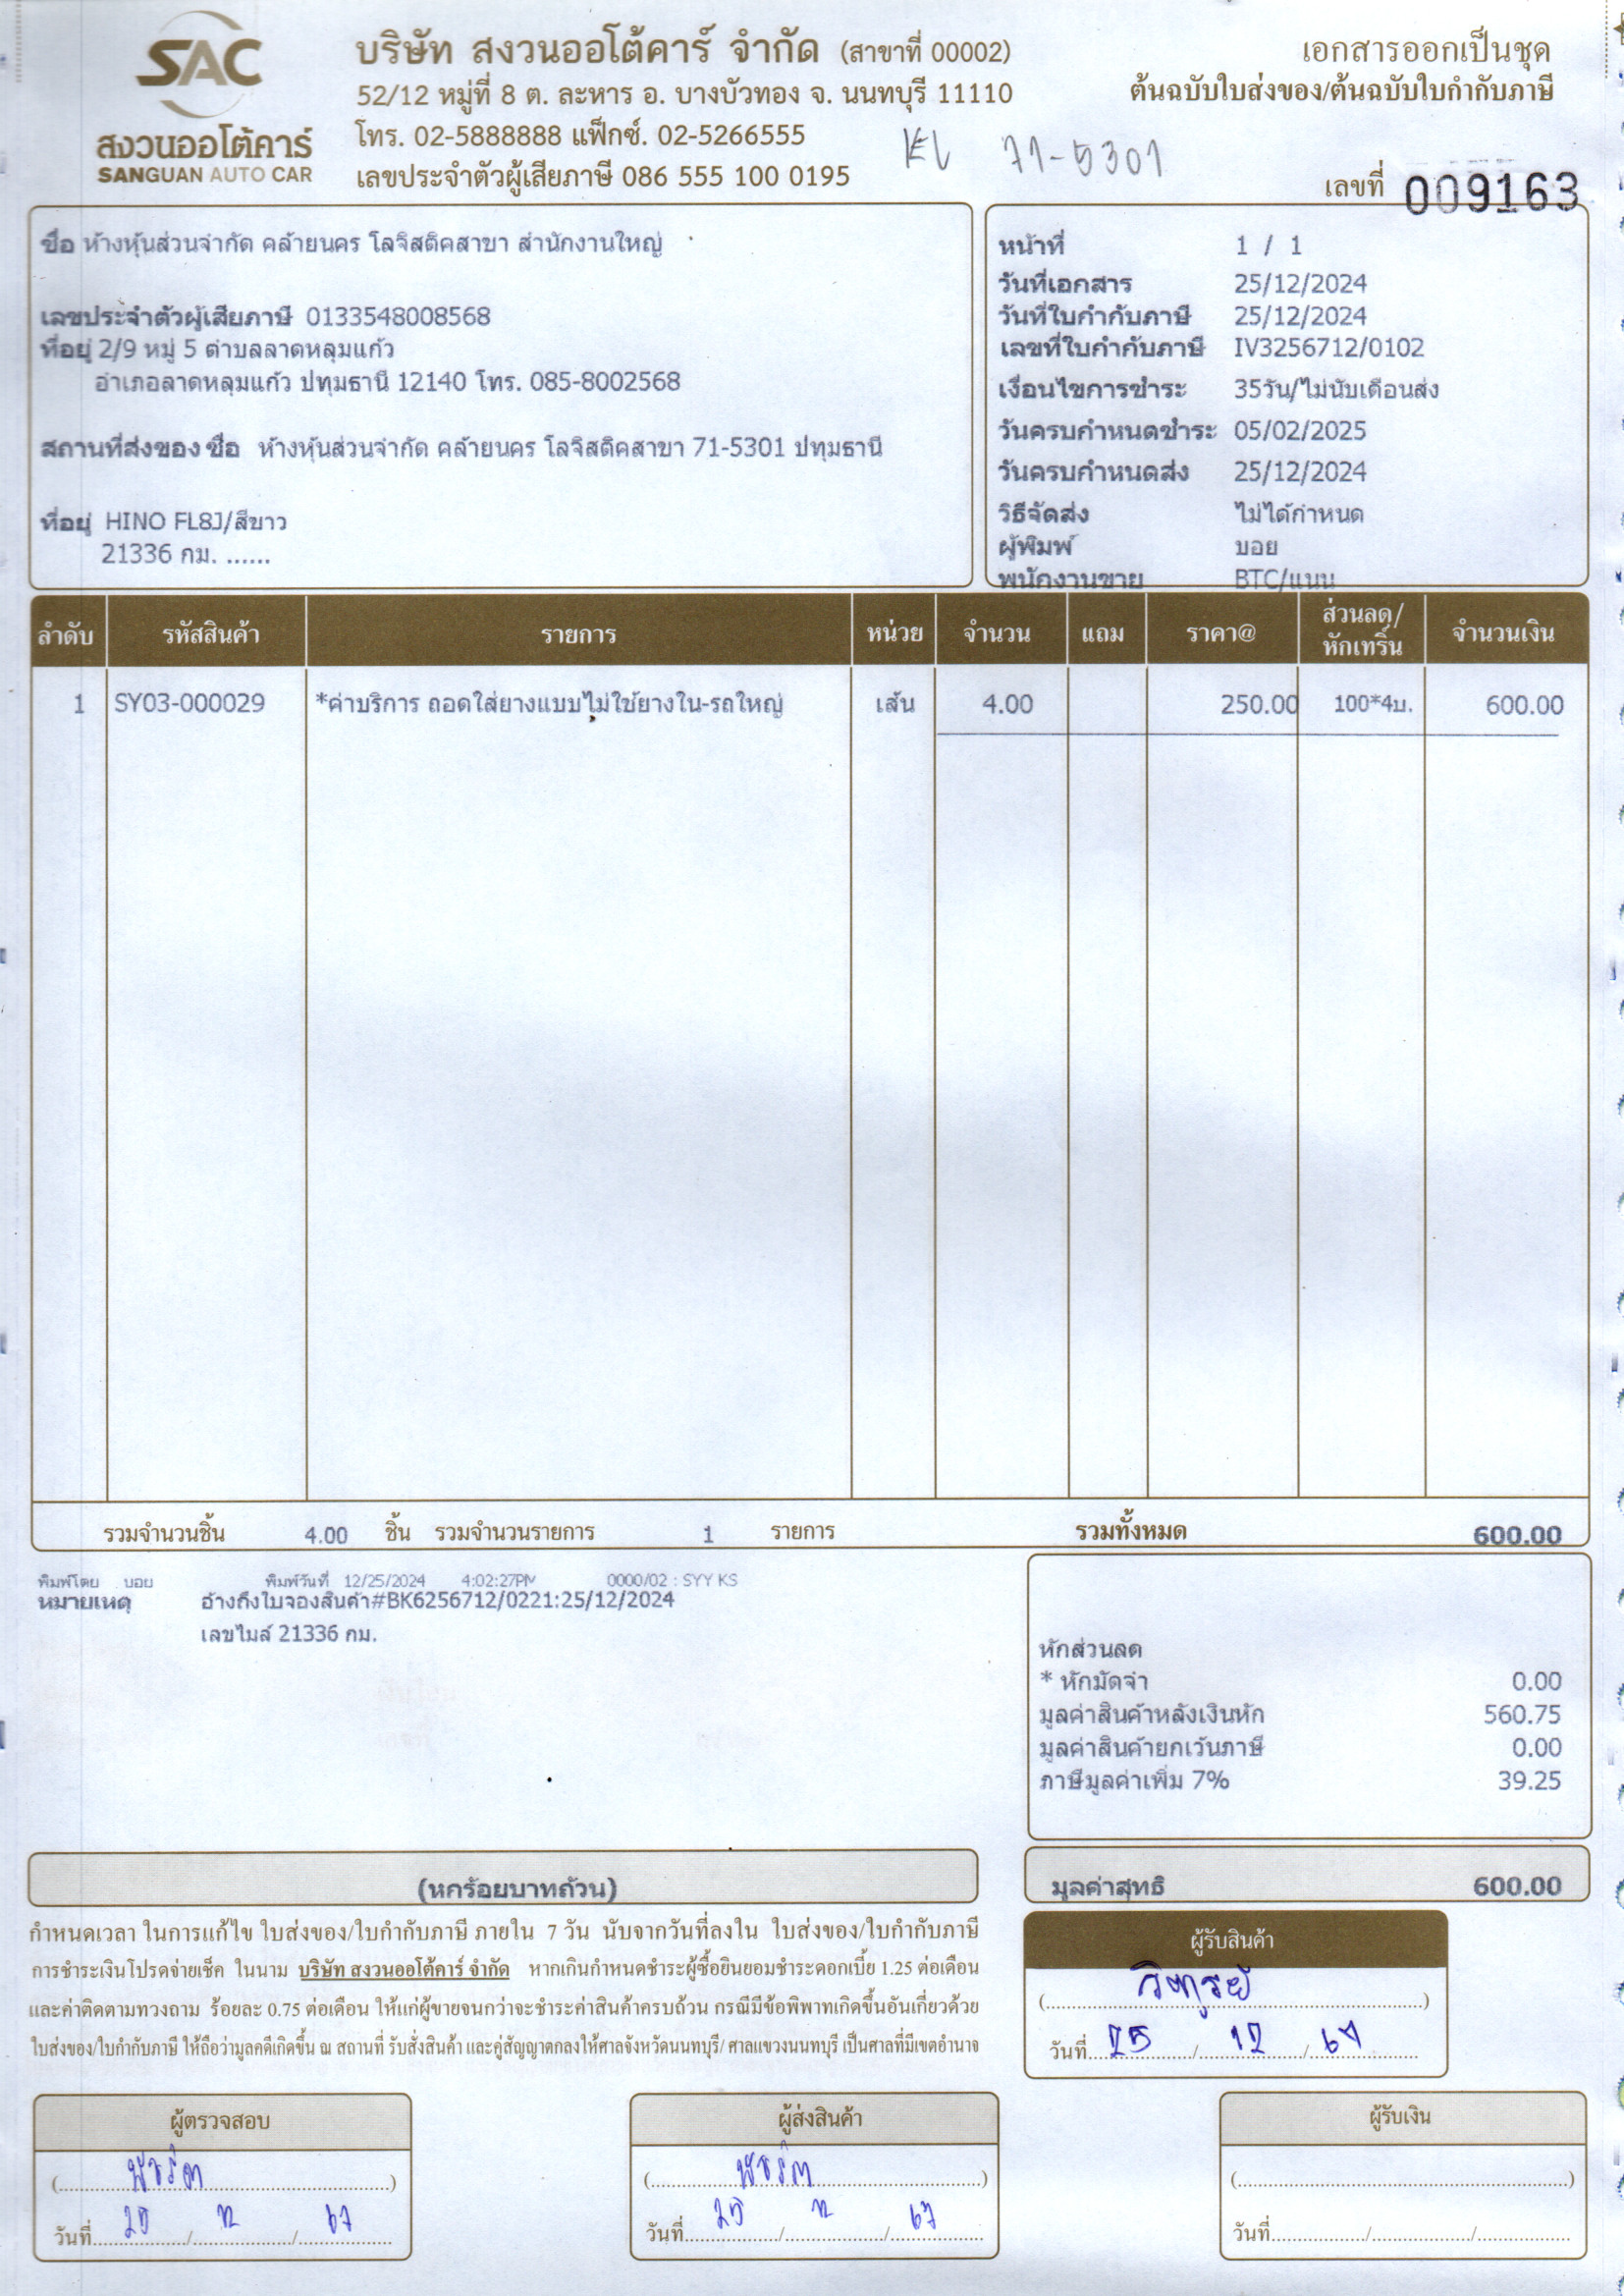 SAC
สงวนออโต้คาร์
SANGUAN AUTO CAR
บริษัท สงวนออโต้คาร์ จำกัด (สาขาที่ 00002)
52/12 หมู่ที่ 8 ต. ละหาร อ. บางบัวทอง จ. นนทบุรี 11110
โทร. 02-5888888 แฟ็กซ์. 02-5266555
เลขประจำตัวผู้เสียภาษี 086 555 100 0195
71-5301
เอกสารออกเป็นชุด
ต้นฉบับใบส่งของ/ต้นฉบับใบกำกับภาษี
เลขที่ 009163
ชื่อ ห้างหุ้นส่วนจำกัด คล้ายนคร โลจิสติคสาขา สำนักงานใหญ่
เลขประจำตัวผู้เสียภาษี 0133548008568
ที่อยู่ 2/9 หมู่ 5 ตำบลลาดหลุมแก้ว
อำเภอลาดหลุมแก้ว ปทุมธานี 12140 โทร. 085-8002568
สถานที่ส่งของ ชื่อ ห้างหุ้นส่วนจำกัด คล้ายนคร โลจิสติคสาขา 71-5301 ปทุมธานี
ที่อยู่ HINO FL8J/สีขาว
21336 กม. ......
หน้าที่ 1 / 1
วันที่เอกสาร 25/12/2024
วันที่ใบกำกับภาษี 25/12/2024
เลขที่ใบกำกับภาษี IV3256712/0102
เงื่อนไขการชำระ 35วัน/ไม่นับเดือนส่ง
วันครบกำหนดชำระ 05/02/2025
วันครบกำหนดส่ง 25/12/2024
วิธีจัดส่ง ไม่ได้กำหนด
ผู้พิมพ์ บอย
พนักงานขาย BTC/แนน
ลำดับ รหัสสินค้า รายการ หน่วย จำนวน แถม ราคา@ ส่วนลด/หักเทริ์น จำนวนเงิน
1 SY03-000029 *ค่าบริการ ถอดใส่ยางแบบไม่ใช้ยางใน-รถใหญ่ เส้น 4.00 250.00 100*4บ. 600.00
รวมจำนวนชิ้น 4.00 ชิ้น รวมจำนวนรายการ 1 รายการ รวมทั้งหมด 600.00
พิมพ์โดย บอย พิมพ์วันที่ 12/25/2024 4:02:27PM 0000/02 : SYY KS
หมายเหตุ อ้างถึงใบจองสินค้า#BK6256712/0221:25/12/2024
เลขไมล์ 21336 กม.
หักส่วนลด
* หักมัดจำ 0.00
มูลค่าสินค้าหลังเงินหัก 560.75
มูลค่าสินค้ายกเว้นภาษี 0.00
ภาษีมูลค่าเพิ่ม 7% 39.25
(หกร้อยบาทถ้วน)
มูลค่าสุทธิ 600.00
กำหนดเวลา ในการแก้ไข ใบส่งของ/ใบกำกับภาษี ภายใน 7 วัน นับจากวันที่ลงใน ใบส่งของ/ใบกำกับภาษี
การชำระเงินโปรดจ่ายเช็ค ในนาม บริษัท สงวนออโต้คาร์ จำกัด หากเกินกำหนดชำระผู้ซื้อยินยอมชำระดอกเบี้ย 1.25 ต่อเดือน
และค่าติดตามทวงถาม ร้อยละ 0.75 ต่อเดือน ให้แก่ผู้ขายจนกว่าจะชำระค่าสินค้าครบถ้วน กรณีมีข้อพิพาทเกิดขึ้นอันเกี่ยวด้วย
ใบส่งของ/ใบกำกับภาษี ให้ถือว่ามูลคดีเกิดขึ้น ณ สถานที่ รับสั่งสินค้า และคู่สัญญาตกลงให้ศาลจังหวัดนนทบุรี/ ศาลแขวงนนทบุรี เป็นศาลที่มีเขตอำนาจ
ผู้รับสินค้า
วันที่ 25 / 12 / 67
ผู้ตรวจสอบ
พัชรีดา
วันที่ 25 / 12 / 67
ผู้ส่งสินค้า
พัชรีดา
วันที่ 25 / 12 / 67
ผู้รับเงิน
วันที่